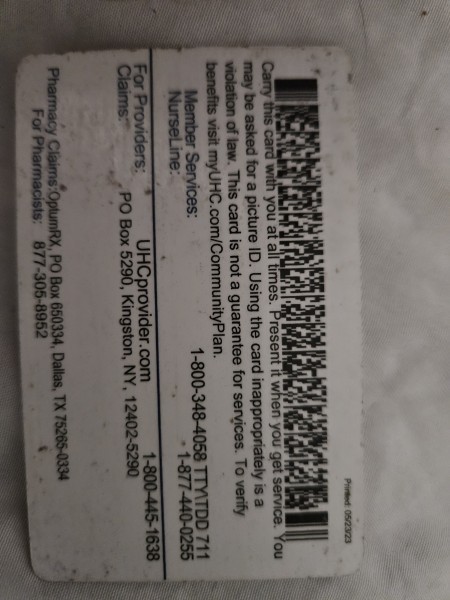 Printed: 05/23/23
Carry this card with you at all times. Present it when you get service. You
may be asked for a picture ID. Using the card inappropriately is a
violation of law. This card is not a guarantee for services. To verify
benefits visit myUHC.com/CommunityPlan.
Member Services: 1-800-348-4058 TTY\TDD 711
NurseLine: 1-877-440-0255
For Providers: UHCprovider.com 1-800-445-1638
Claims: PO Box 5290, Kingston, NY, 12402-5290
Pharmacy Claims:OptumRX, PO Box 650334, Dallas, TX 75265-0334
For Pharmacists: 877-305-8952